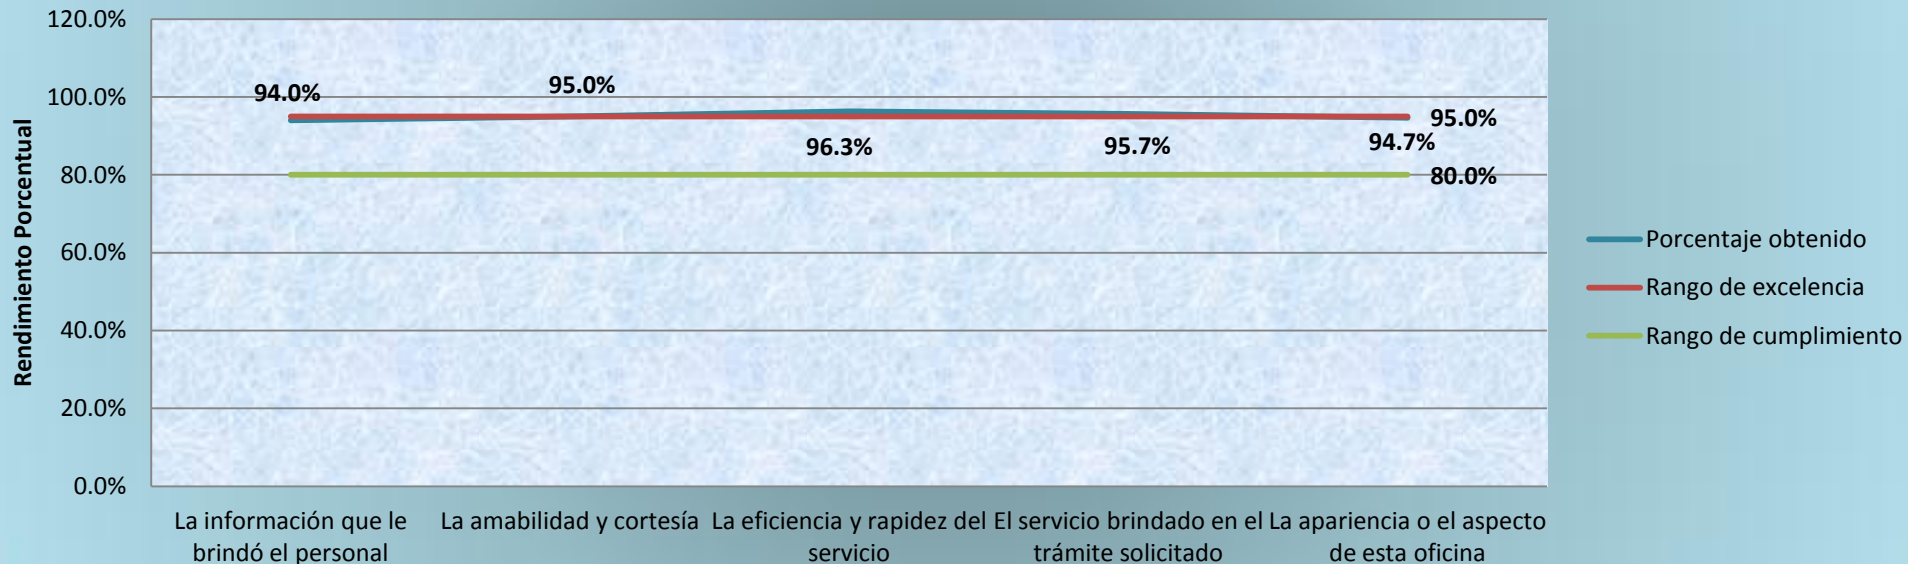 120.0%
100.0%
80.0%
60.0%
40.0%
20.0%
0.0%
Rendimiento Porcentual
94.0%
95.0%
96.3%
95.7%
94.7%
95.0%
80.0%
La información que le
brindó el personal
La amabilidad y cortesía
La eficiencia y rapidez del
servicio
El servicio brindado en el
trámite solicitado
La apariencia o el aspecto
de esta oficina
Porcentaje obtenido
Rango de excelencia
Rango de cumplimiento